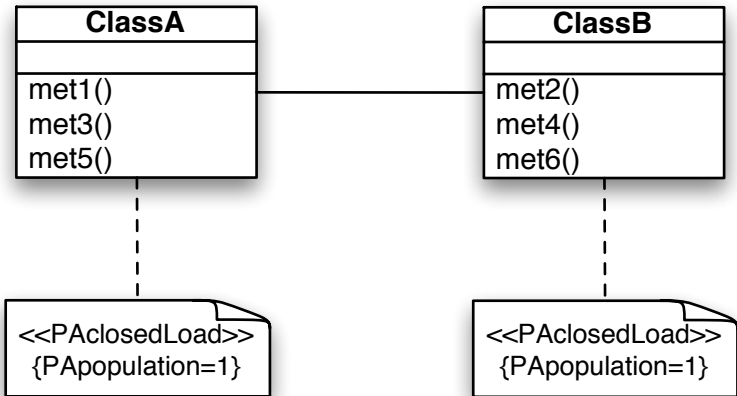 ClassA
met1()
met3()
met5()
ClassB
met2()
met4()
met6()
<<PAclosedLoad>>
{PApopulation=1}
<<PAclosedLoad>>
{PApopulation=1}